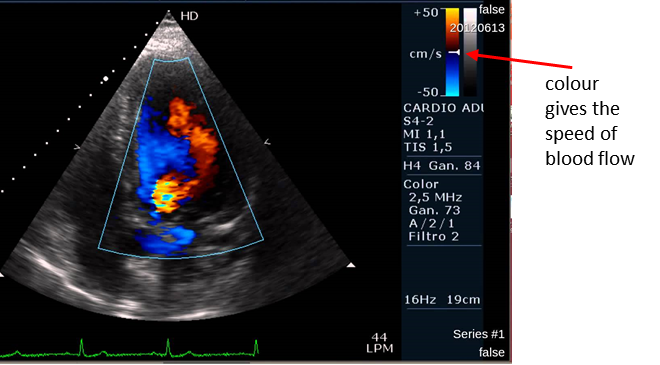 HD
+50
false
20120613
cm/s
-50
CARDIO ADU
S4-2
MI 1,1
TIS 1,5
H4 Gan. 84
Color
2,5 MHz
Gan. 73
A/2/1
Filtro 2
16Hz 19cm
44
LPM
Series #1
false
colour
gives the
speed of
blood flow